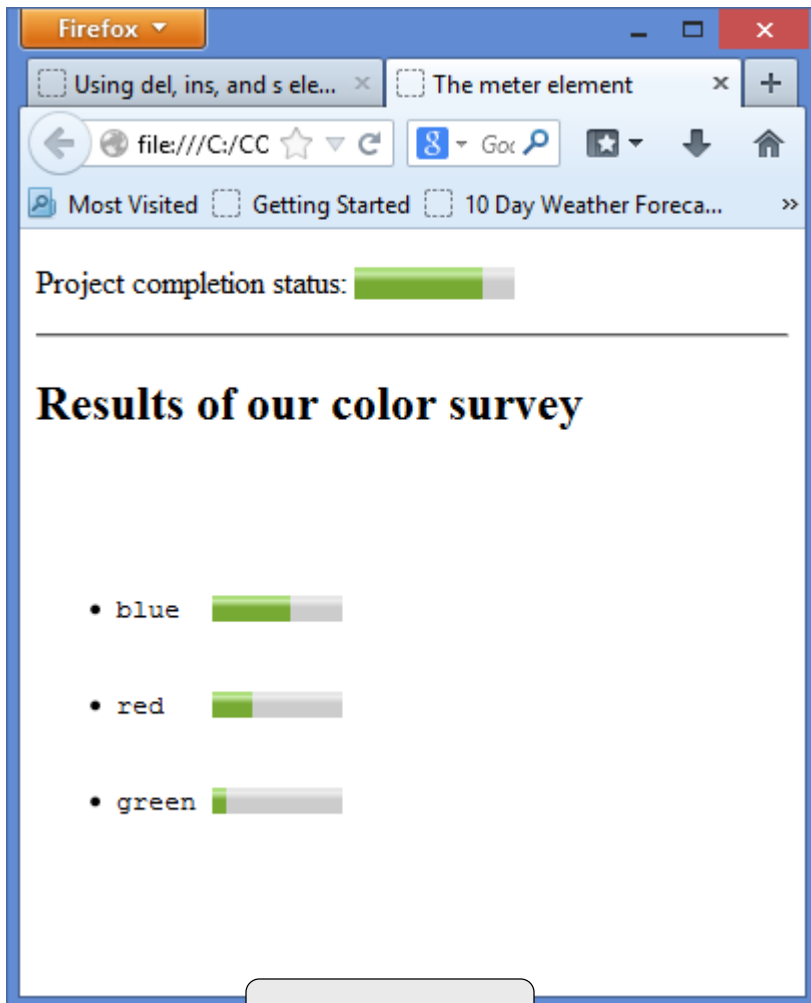 Firefox
Using del, ins, and s ele... The meter element
file:///C:/CC 8
Most Visited Getting Started 10 Day Weather Foreca...
Project completion status:
Results of our color survey
• blue
• red
• green